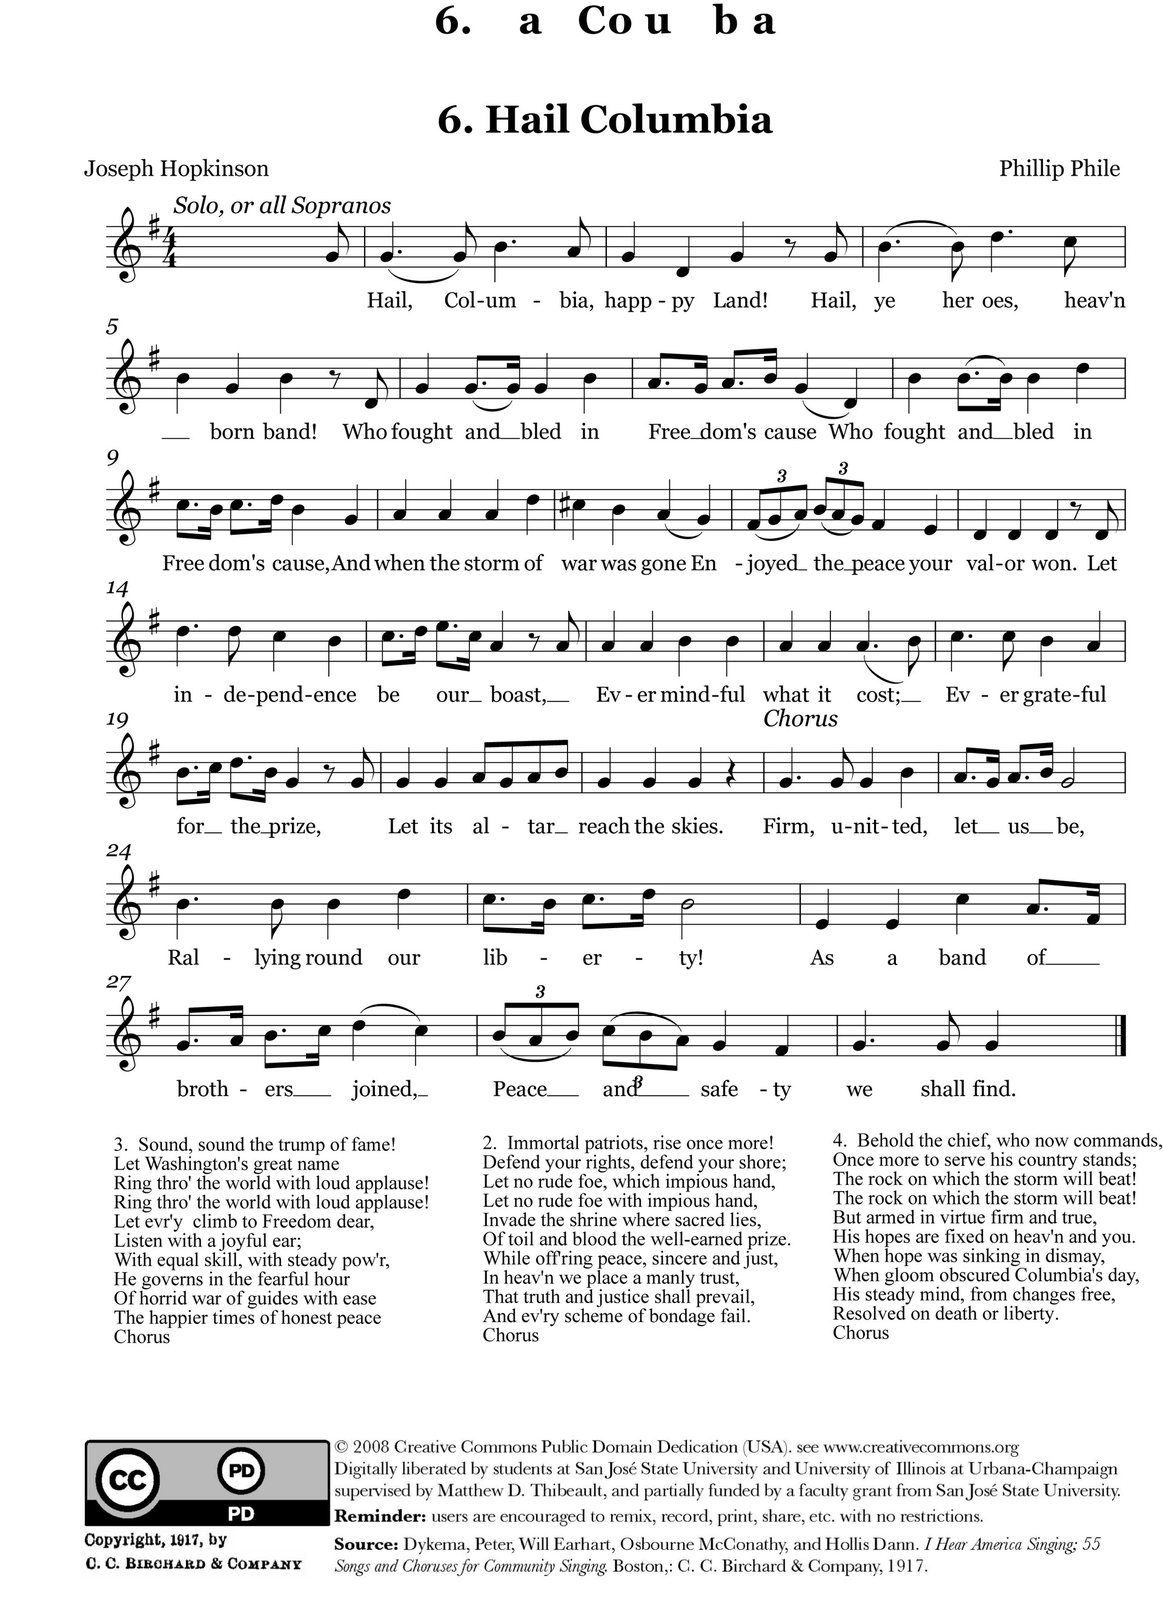 6. a Co u b a
6. Hail Columbia
Joseph Hopkinson Phillip Phile
Solo, or all Sopranos
Hail, Col-um - bia, happ - py Land! Hail, ye her oes, heav'n
5
born band! Who fought and bled in Free dom's cause Who fought and bled in
9
3 3
Free dom's cause, And when the storm of war was gone En - joyed the peace your val-or won. Let
14
in - de-pend-ence be our boast, Ev - er mind-ful what it cost; Ev - er grate-ful
19
Chorus
for the prize, Let its al - tar reach the skies. Firm, u-nit-ted, let us be,
24
Ral - lying round our lib - er - ty! As a band of
27
3
broth - ers joined, Peace and safe - ty we shall find.
3
3. Sound, sound the trump of fame!
Let Washington's great name
Ring thro' the world with loud applause!
Ring thro' the world with loud applause!
Let evr'y climb to Freedom dear,
Listen with a joyful ear;
With equal skill, with steady pow'r,
He governs in the fearful hour
Of horrid war of guides with ease
The happier times of honest peace
Chorus
2. Immortal patriots, rise once more!
Defend your rights, defend your shore;
Let no rude foe, which impious hand,
Let no rude foe with impious hand,
Invade the shrine where sacred lies,
Of toil and blood the well-earned prize.
While off'ring peace, sincere and just,
In heav'n we place a manly trust,
That truth and justice shall prevail,
And ev'ry scheme of bondage fail.
Chorus
4. Behold the chief, who now commands,
Once more to serve his country stands;
The rock on which the storm will beat!
The rock on which the storm will beat!
But armed in virtue firm and true,
His hopes are fixed on heav'n and you.
When hope was sinking in dismay,
When gloom obscured Columbia's day,
His steady mind, from changes free,
Resolved on death or liberty.
Chorus
CC PD
PD
Copyright, 1917, by
C. C. BIRCHARD & COMPANY
© 2008 Creative Commons Public Domain Dedication (USA). see www.creativecommons.org
Digitally liberated by students at San José State University and University of Illinois at Urbana-Champaign
supervised by Matthew D. Thibeault, and partially funded by a faculty grant from San José State University.
Reminder: users are encouraged to remix, record, print, share, etc. with no restrictions.
Source: Dykema, Peter, Will Earhart, Osbourne McConathy, and Hollis Dann. I Hear America Singing; 55
Songs and Choruses for Community Singing. Boston,: C. C. Birchard & Company, 1917.